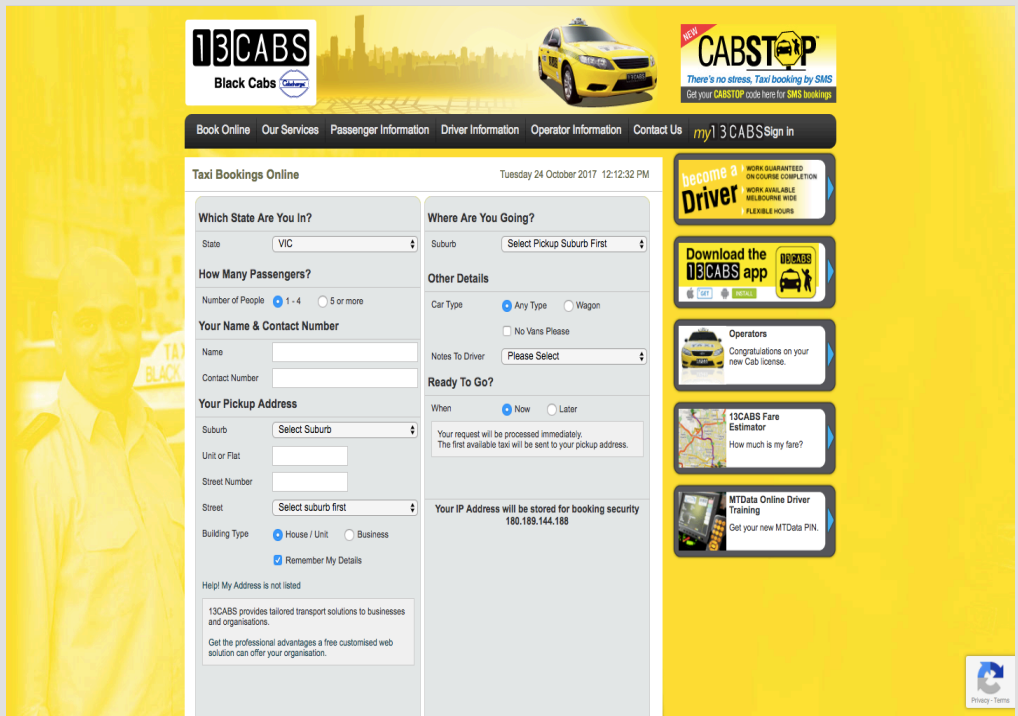 13CABS
Black Cabs Cabcharge
NEW
CABSTOP™
There's no stress, Taxi booking by SMS
Get your CABSTOP code here for SMS bookings
Book Online Our Services Passenger Information Driver Information Operator Information Contact Us my13CABS Sign in
Taxi Bookings Online
Tuesday 24 October 2017 12:12:32 PM
Which State Are You In?
State VIC
How Many Passengers?
Number of People 1 - 4 5 or more
Your Name & Contact Number
Name
Contact Number
Your Pickup Address
Suburb Select Suburb
Unit or Flat
Street Number
Street Select suburb first
Building Type House / Unit Business
Remember My Details
Help! My Address is not listed
13CABS provides tailored transport solutions to businesses
and organisations.
Get the professional advantages a free customised web
solution can offer your organisation.
Where Are You Going?
Suburb Select Pickup Suburb First
Other Details
Car Type Any Type Wagon
No Vans Please
Notes To Driver Please Select
Ready To Go?
When Now Later
Your request will be processed immediately.
The first available taxi will be sent to your pickup address.
Your IP Address will be stored for booking security
180.189.144.188
become a
Driver
WORK GUARANTEED
ON COURSE COMPLETION
WORK AVAILABLE
MELBOURNE WIDE
FLEXIBLE HOURS
Download the
13CABS app
GET INSTALL
13CABS
Operators
Congratulations on your
new Cab license.
13CABS Fare
Estimator
How much is my fare?
MTData Online Driver
Training
Get your new MTData PIN.
TAXI
BLACK
Privacy - Terms